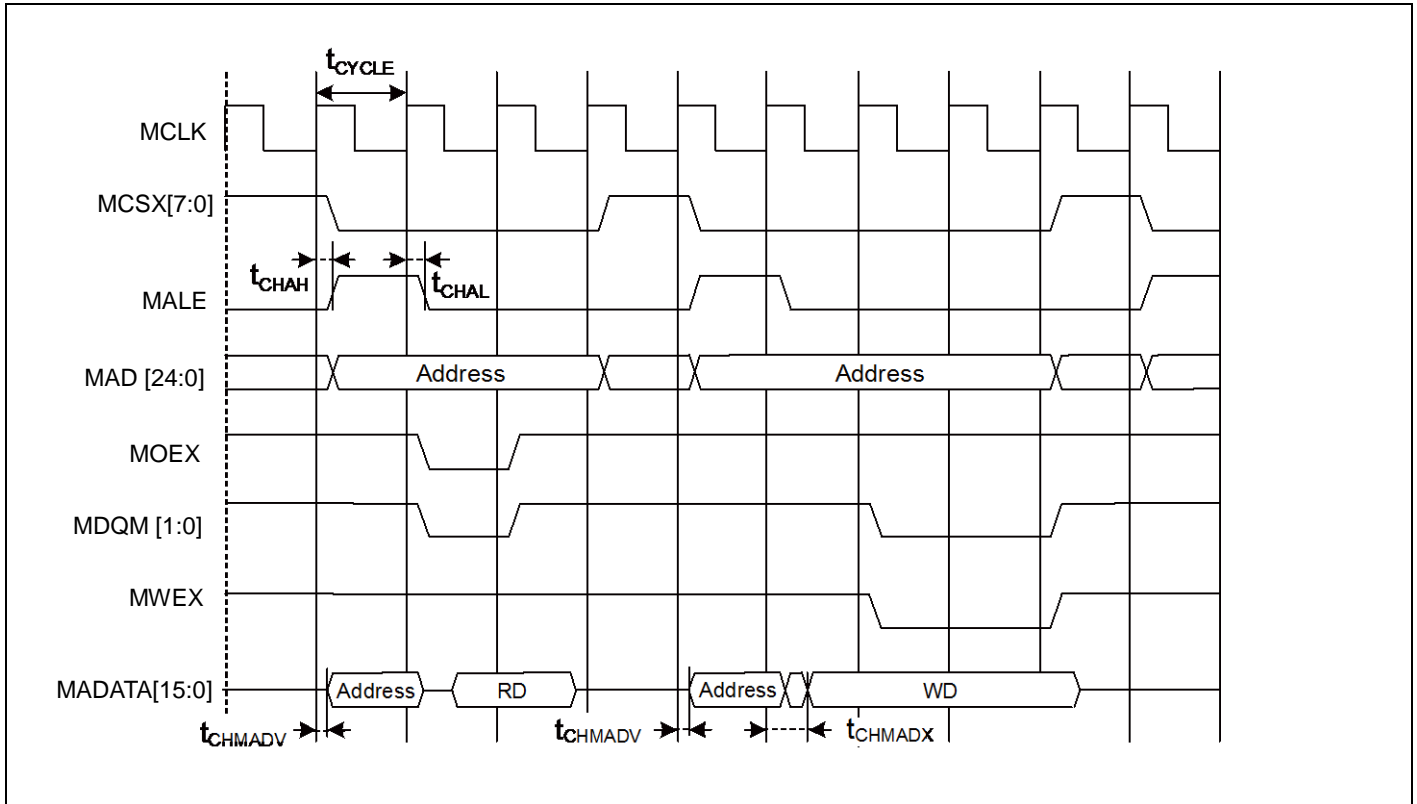 tCYCLE
MCLK
MCSX[7:0]
tCHAH
tCHAL
MALE
MAD [24:0]
Address
Address
MOEX
MDQM [1:0]
MWEX
MADATA[15:0]
Address
RD
Address
WD
tCHMADV
tCHMADV
tCHMADX